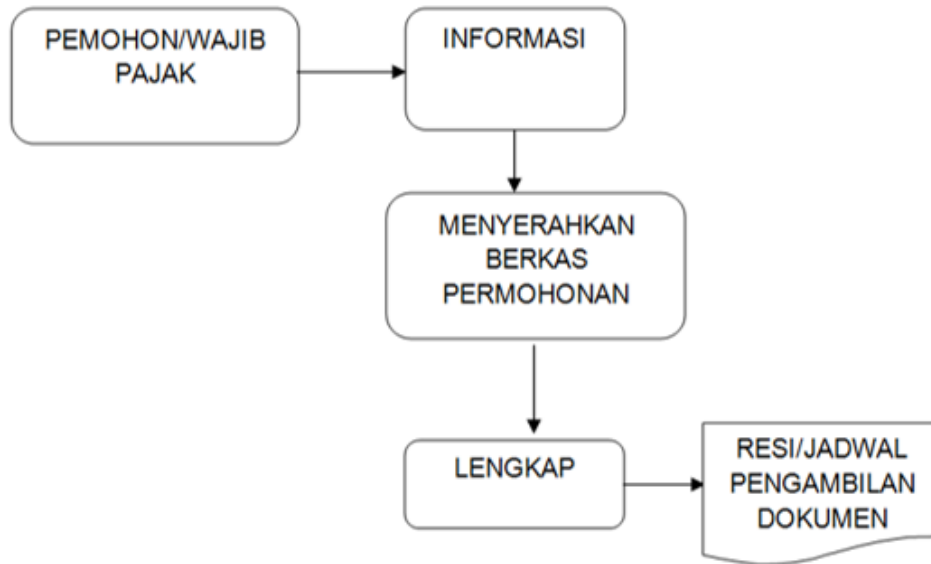 PEMOHON/WAJIB
PAJAK
INFORMASI
MENYERAHKAN
BERKAS
PERMOHONAN
LENGKAP
RESI/JADWAL
PENGAMBILAN
DOKUMEN